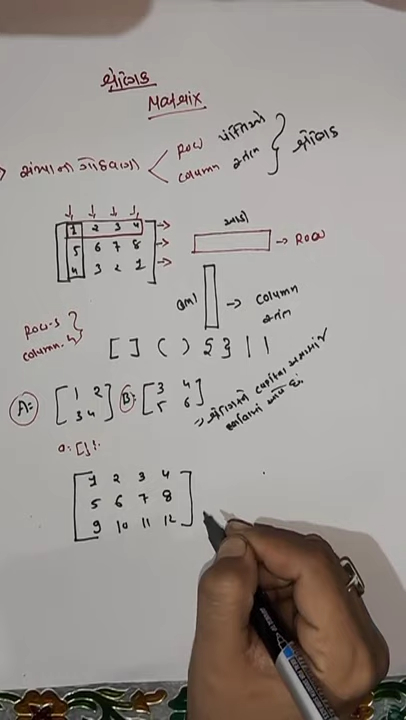 શ્રેણિક
Matrix
સંખ્યાની ગોઠવણી Row
column
શ્રેણિક
1 2 3 4
5 6 7 8
4 3 2 1
આડી
→ Row
ઊભી
→ column
સ્તંભ
Row-3
column-4
[ ] ( ) { } | |
A: [1 2
3 4]
B: [3 4
5 6]
1 2 3 4
5 6 7 8
9 10 11 12